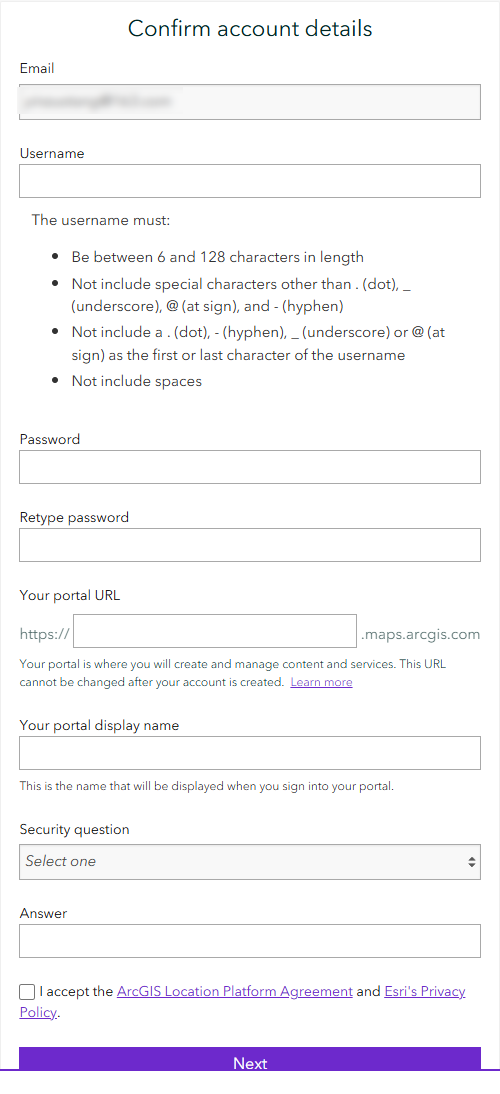 Confirm account details
Email
Username
The username must:
• Be between 6 and 128 characters in length
• Not include special characters other than . (dot), _
(underscore), @ (at sign), and - (hyphen)
• Not include a . (dot), - (hyphen), _ (underscore) or @ (at
sign) as the first or last character of the username
• Not include spaces
Password
Retype password
Your portal URL
https:// .maps.arcgis.com
Your portal is where you will create and manage content and services. This URL
cannot be changed after your account is created. Learn more
Your portal display name
This is the name that will be displayed when you sign into your portal.
Security question
Select one
Answer
I accept the ArcGIS Location Platform Agreement and Esri's Privacy
Policy.
Next